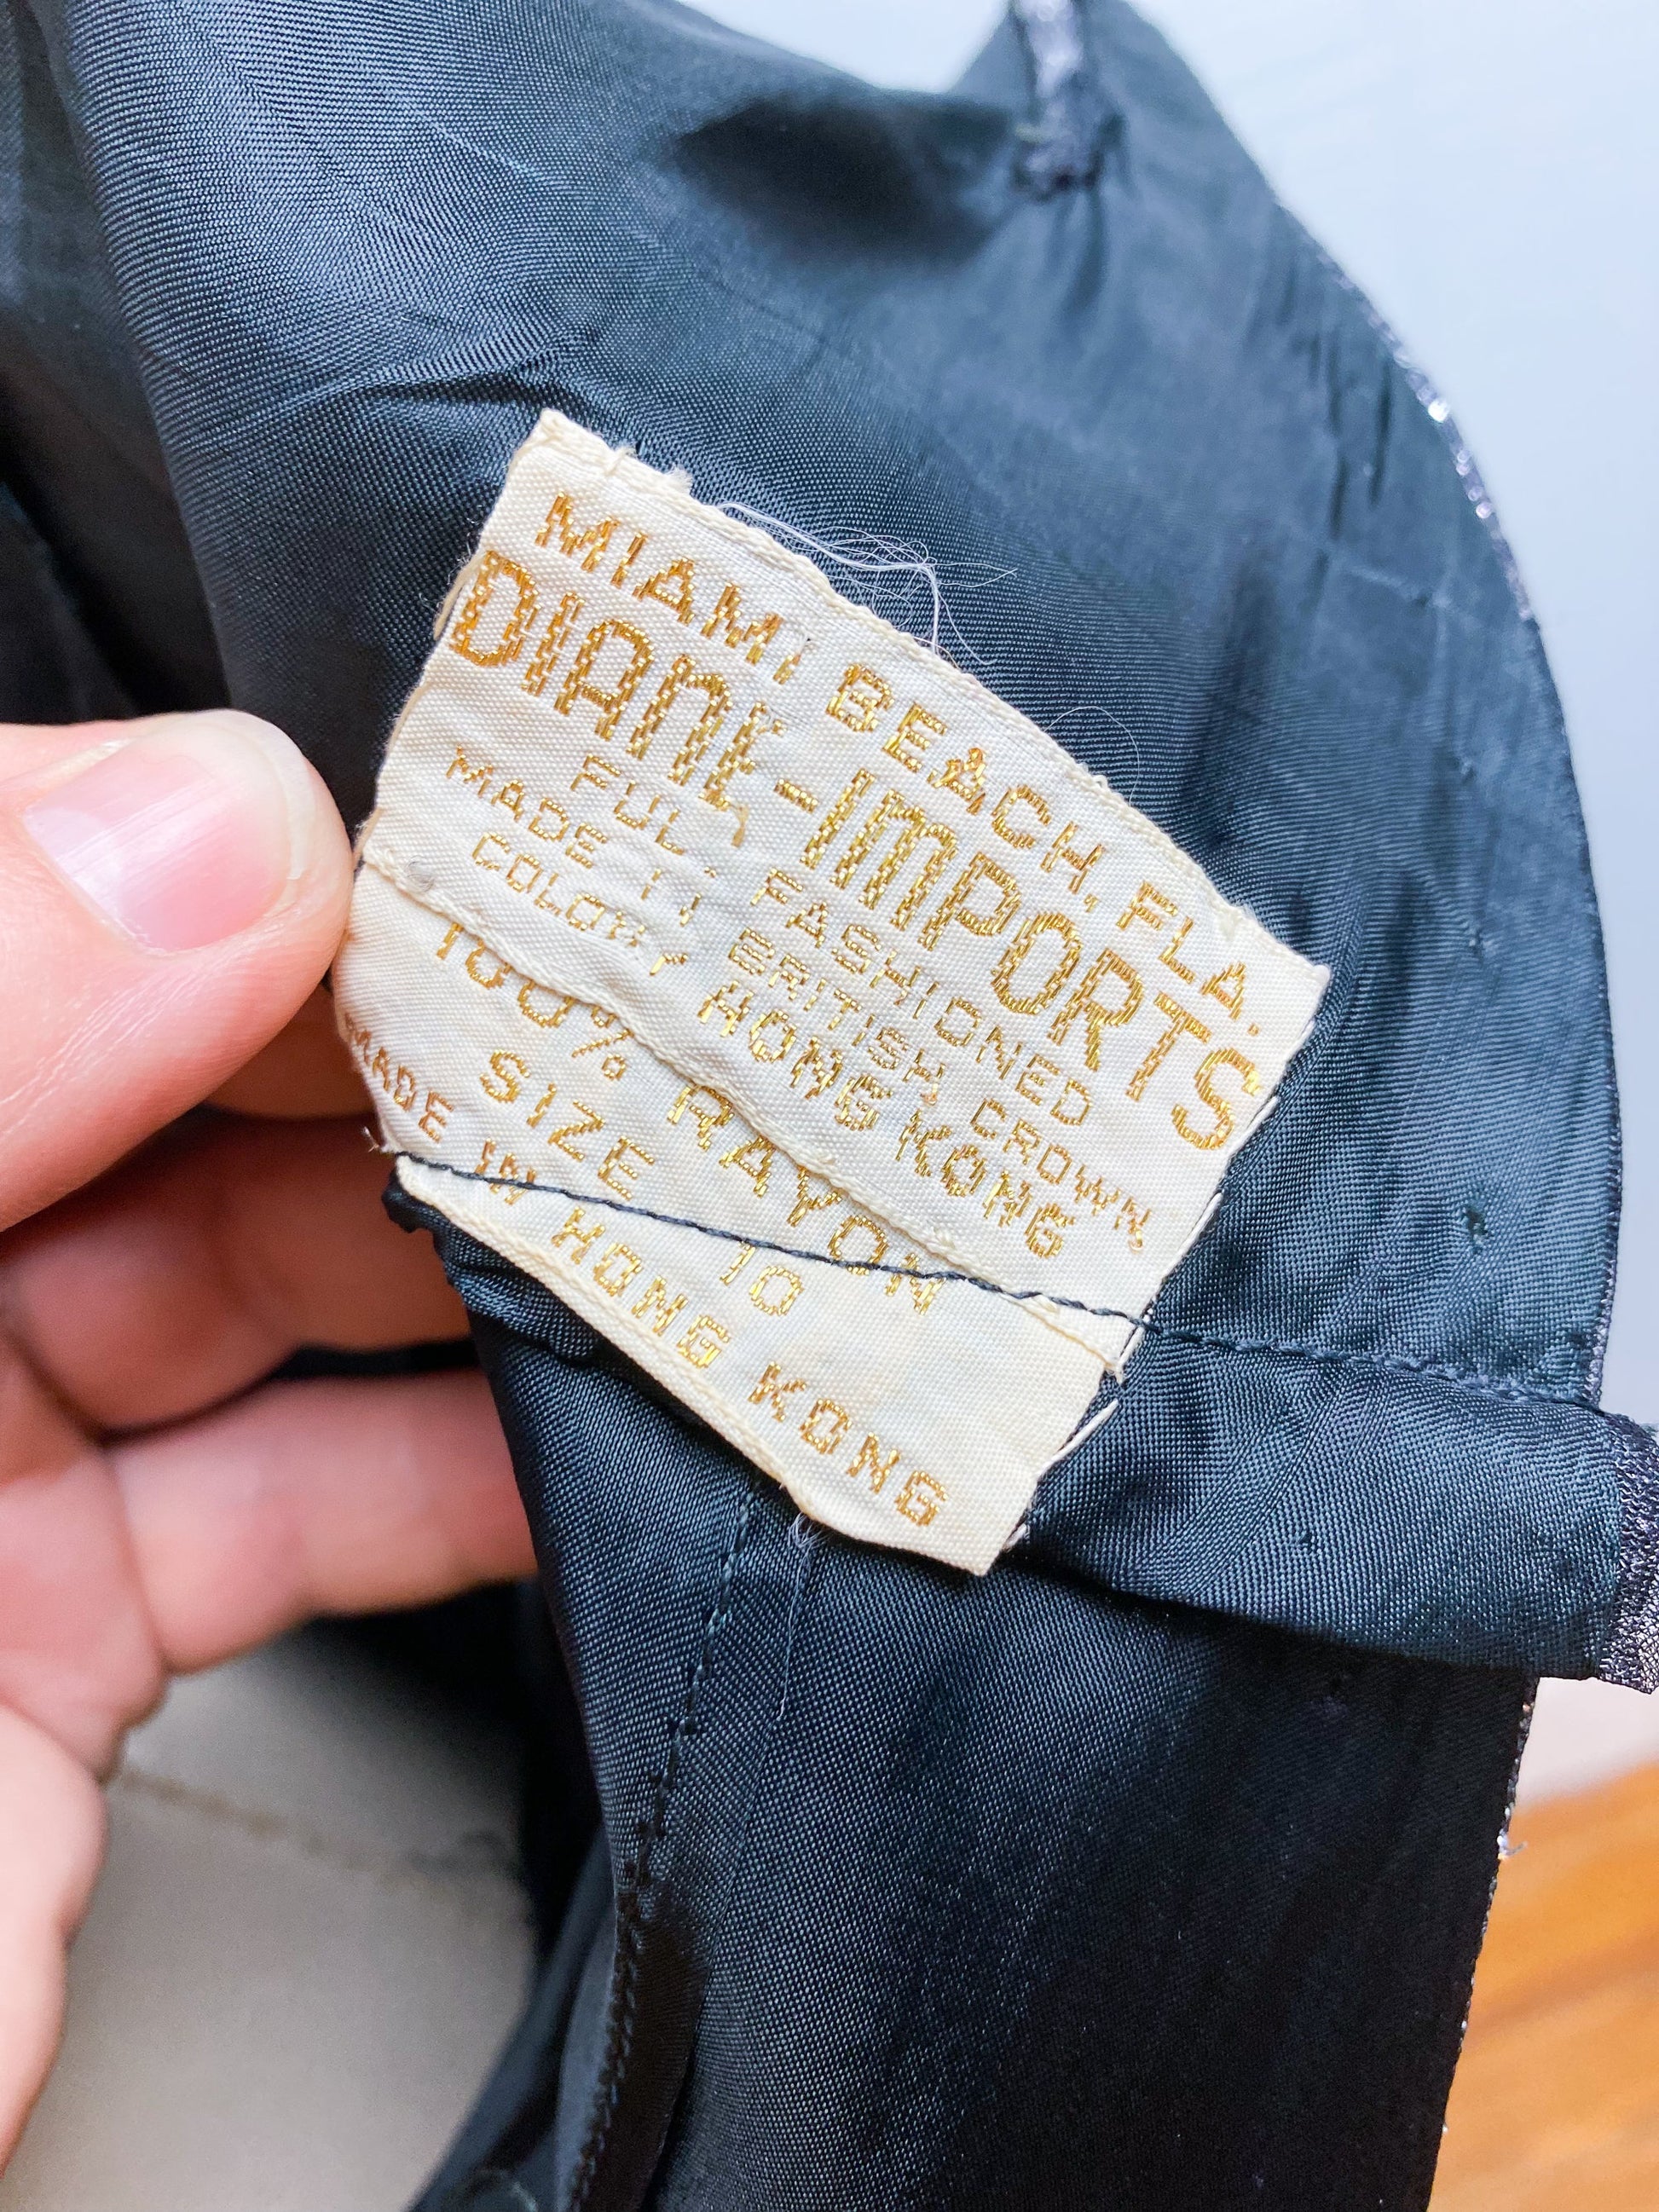 MIAMI BEACH, FLA.
DIANE-IMPORTS
FULL FASHIONED
MADE IN BRITISH CROWN
COLONY HONG KONG
100% RAYON
SIZE 10
MADE IN HONG KONG